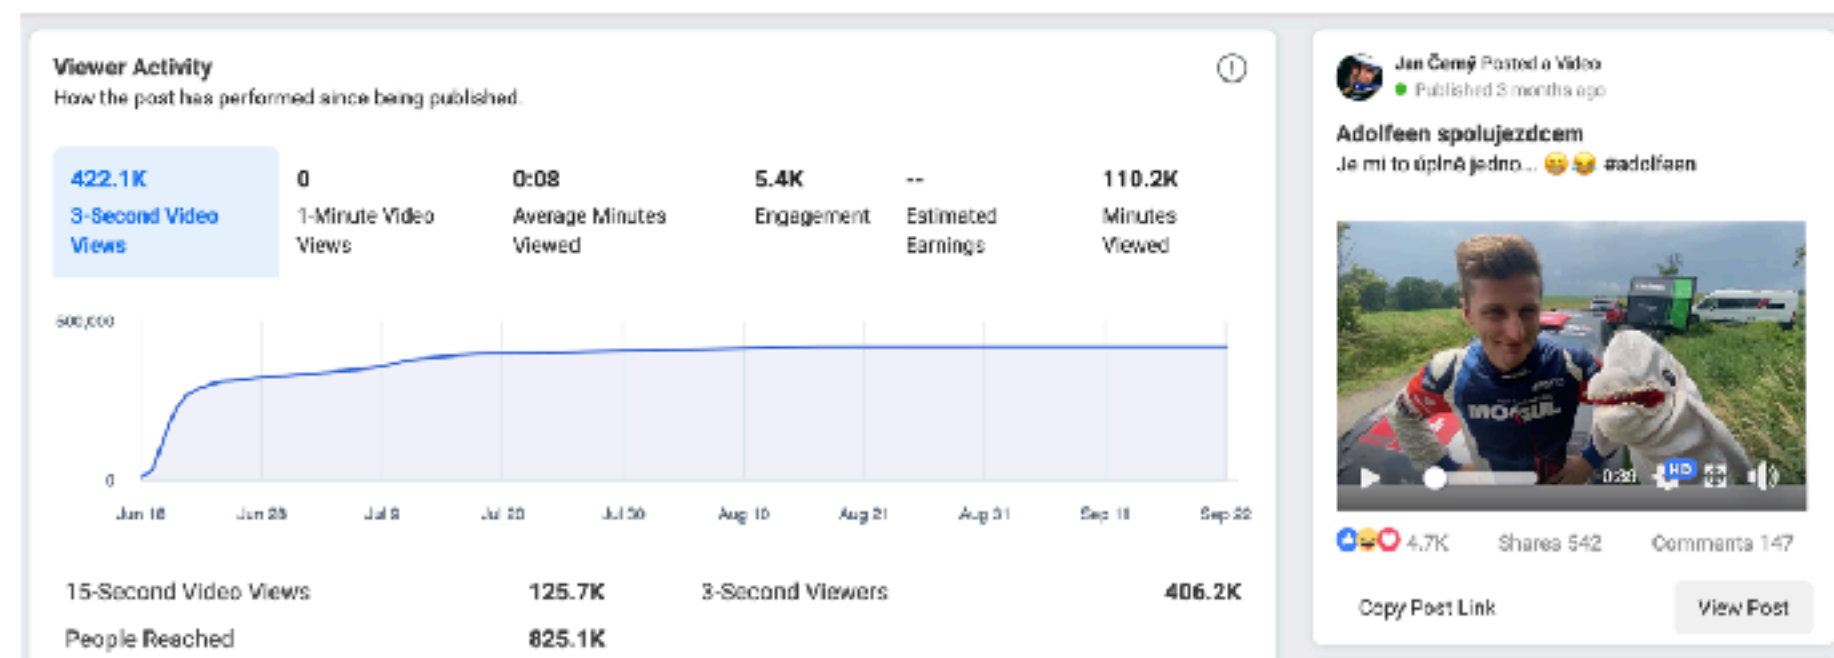 Viewer Activity
How the post has performed since being published.
422.1K
3-Second Video
Views
0
1-Minute Video
Views
0:08
Average Minutes
Viewed
5.4K
Engagement
--
Estimated
Earnings
110.2K
Minutes
Viewed
500,000
0
Jun 18
Jun 28
Jul 9
Jul 20
Jul 30
Aug 10
Aug 21
Aug 31
Sep 11
Sep 22
15-Second Video Views 125.7K
3-Second Viewers 406.2K
People Reached 825.1K
Jan Černý Posted a Video
Published 3 months ago
Adolfeen spolujezdcem
Je mi to úplně jedno... 😁😂 #adolfeen
MOGUL
0:39
HD
4.7K Shares 542 Comments 147
Copy Post Link View Post